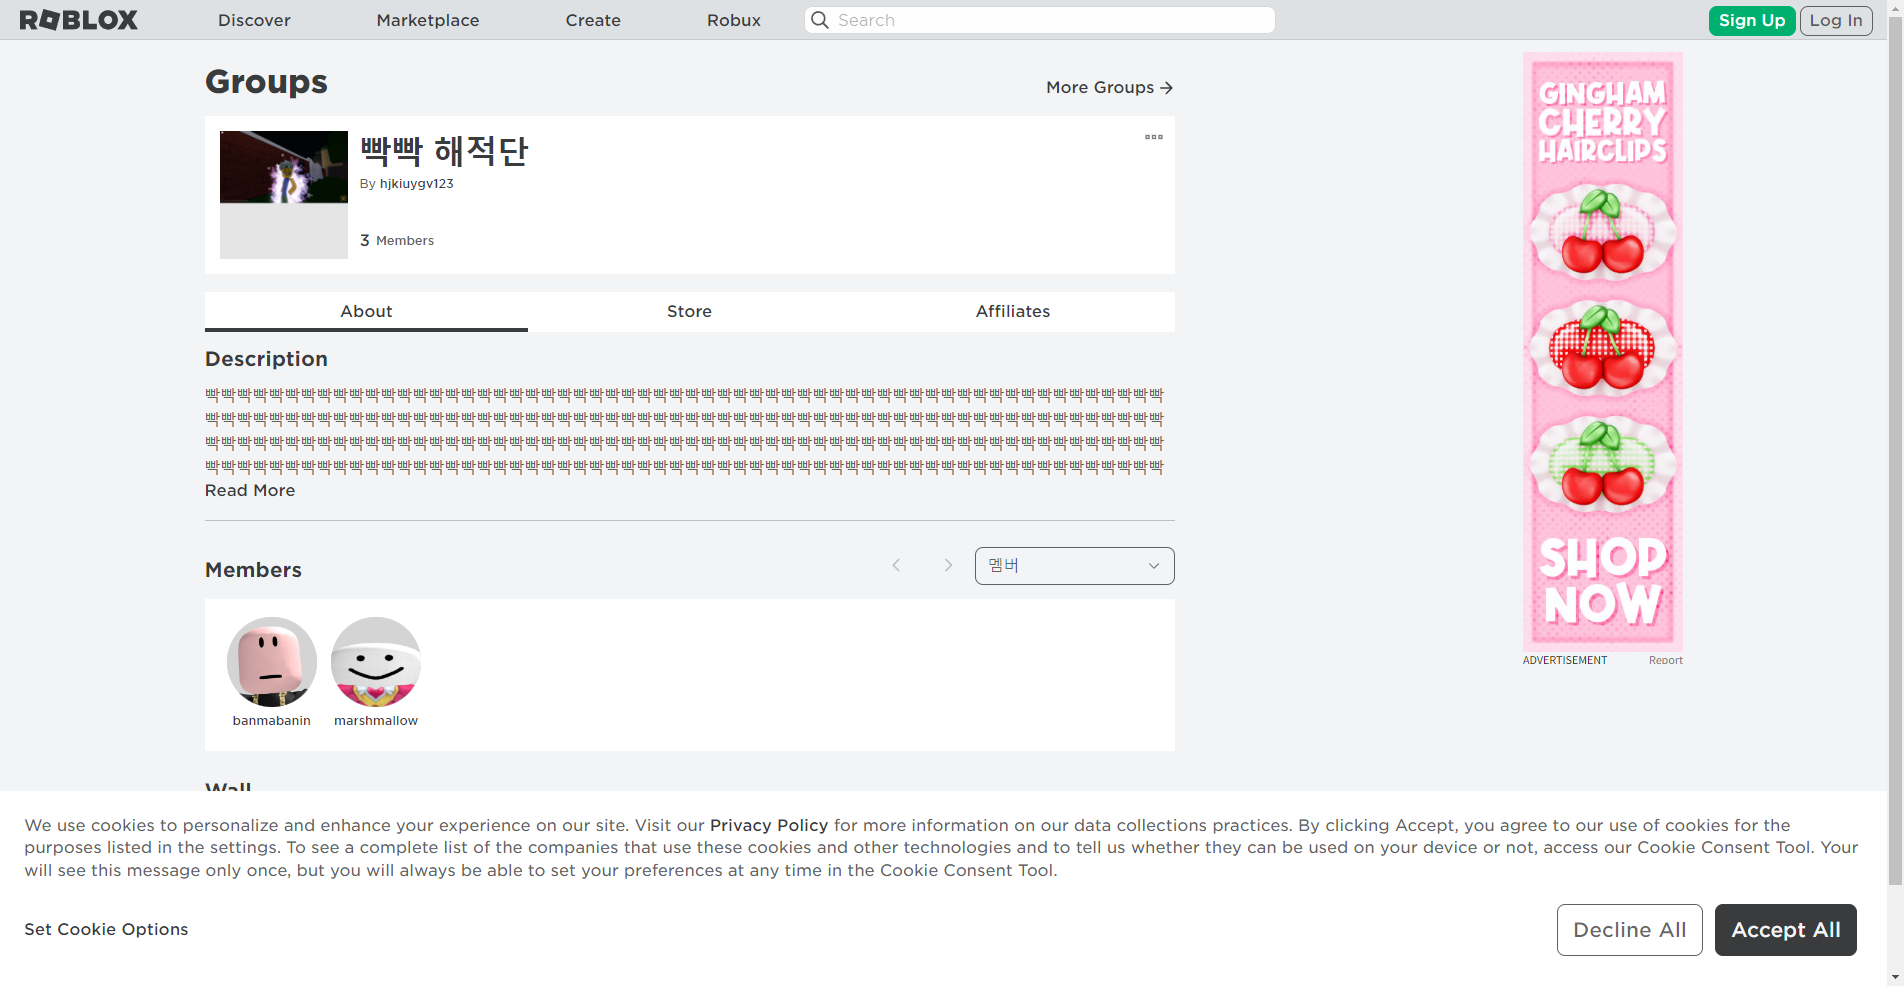 ROBLOX
Discover
Marketplace
Create
Robux
Search
Sign Up
Log In
Groups
More Groups
빡빡 해적단
By hjkiuygv123
3 Members
About
Store
Affiliates
Description
빡빡빡빡빡빡빡빡빡빡빡빡빡빡빡빡빡빡빡빡빡빡빡빡빡빡빡빡빡빡빡빡빡빡빡빡빡빡빡빡빡빡빡빡빡빡빡빡빡빡빡빡빡빡빡빡빡빡빡빡
빡빡빡빡빡빡빡빡빡빡빡빡빡빡빡빡빡빡빡빡빡빡빡빡빡빡빡빡빡빡빡빡빡빡빡빡빡빡빡빡빡빡빡빡빡빡빡빡빡빡빡빡빡빡빡빡빡빡빡빡
빡빡빡빡빡빡빡빡빡빡빡빡빡빡빡빡빡빡빡빡빡빡빡빡빡빡빡빡빡빡빡빡빡빡빡빡빡빡빡빡빡빡빡빡빡빡빡빡빡빡빡빡빡빡빡빡빡빡빡빡
빡빡빡빡빡빡빡빡빡빡빡빡빡빡빡빡빡빡빡빡빡빡빡빡빡빡빡빡빡빡빡빡빡빡빡빡빡빡빡빡빡빡빡빡빡빡빡빡빡빡빡빡빡빡빡빡빡빡빡빡
Read More
Members
멤버
banmabanin
marshmallow
Wall
GINGHAM
CHERRY
HAIRCLIPS
SHOP
NOW
ADVERTISEMENT
Report
We use cookies to personalize and enhance your experience on our site. Visit our Privacy Policy for more information on our data collections practices. By clicking Accept, you agree to our use of cookies for the
purposes listed in the settings. To see a complete list of the companies that use these cookies and other technologies and to tell us whether they can be used on your device or not, access our Cookie Consent Tool. Your
will see this message only once, but you will always be able to set your preferences at any time in the Cookie Consent Tool.
Set Cookie Options
Decline All
Accept All